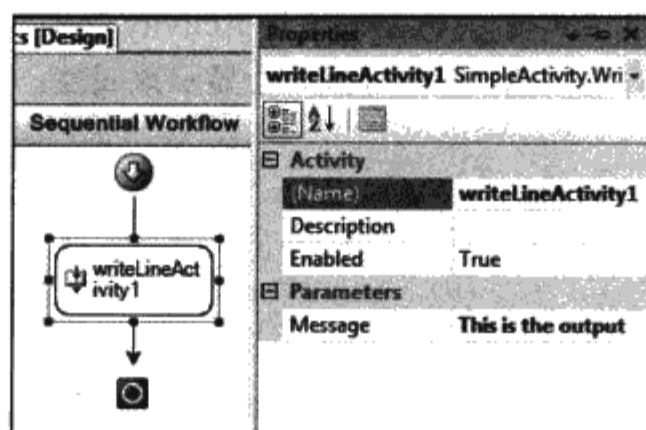 cs [Design]
Sequential Workflow
writeLineAct
ivity1
Properties
writeLineActivity1 SimpleActivity.Wri
Activity
(Name) writeLineActivity1
Description
Enabled True
Parameters
Message This is the output